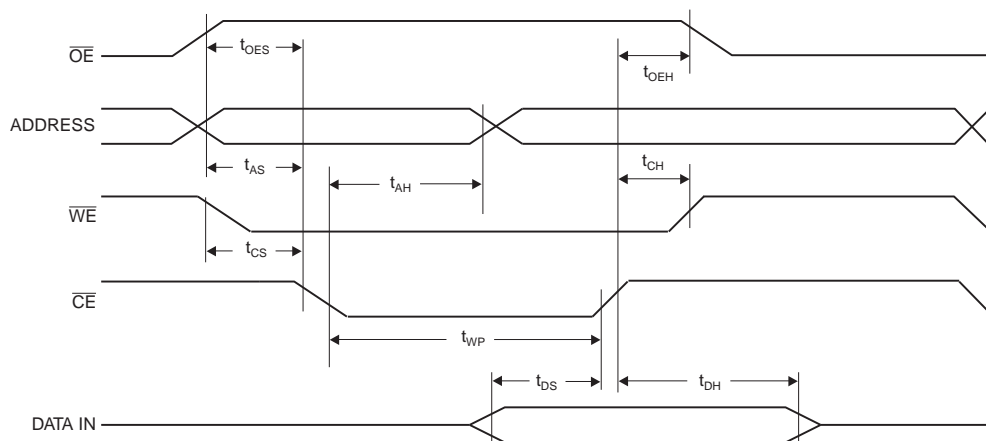 OE
tOES
tOEH
ADDRESS
tAS
tAH
tCH
WE
tCS
CE
tWP
tDS
tDH
DATA IN